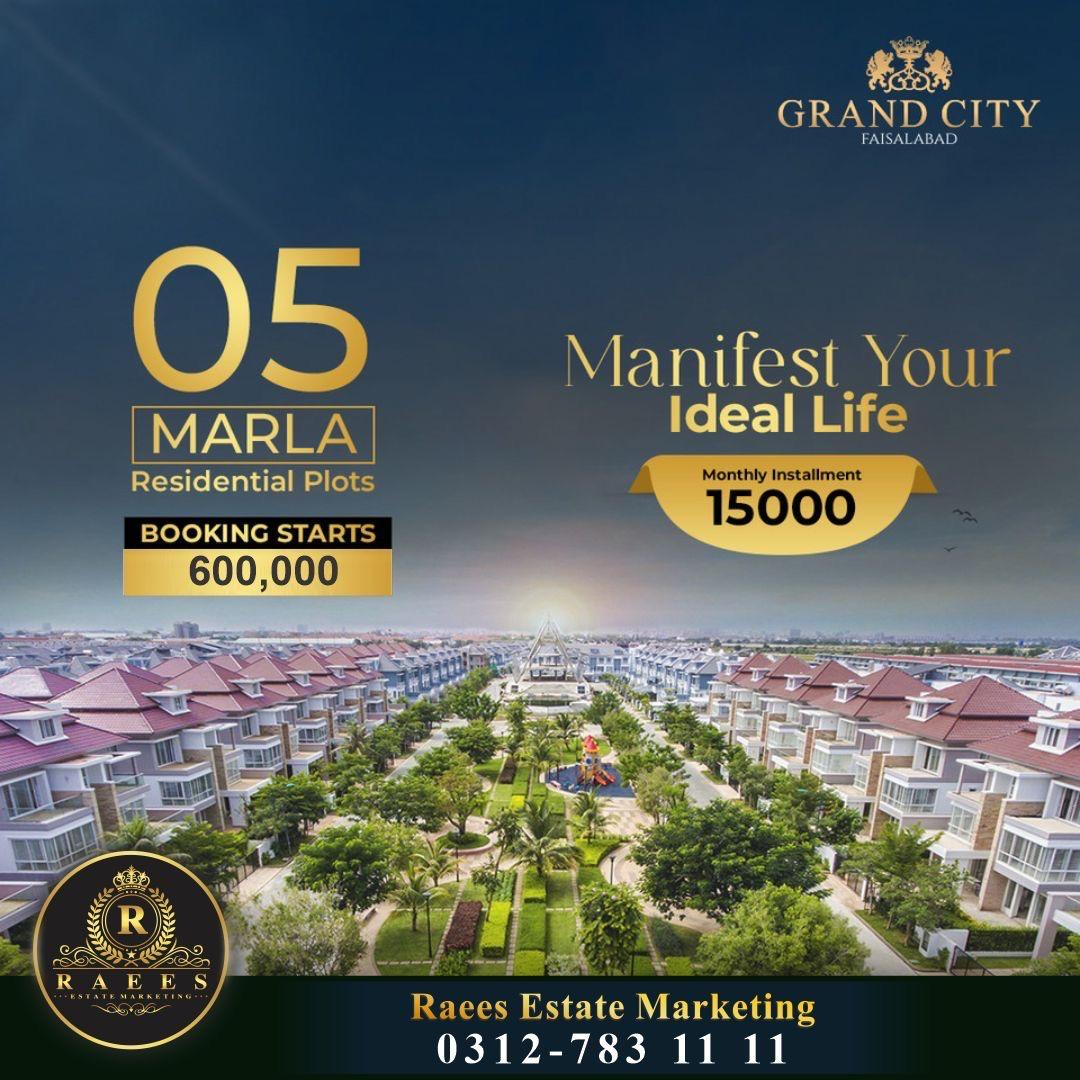 GRAND CITY
FAISALABAD
05
MARLA
Residential Plots
BOOKING STARTS
600,000
Manifest Your
Ideal Life
Monthly Installment
15000
R
RAEES
ESTATE MARKETING
Raees Estate Marketing
0312-783 11 11